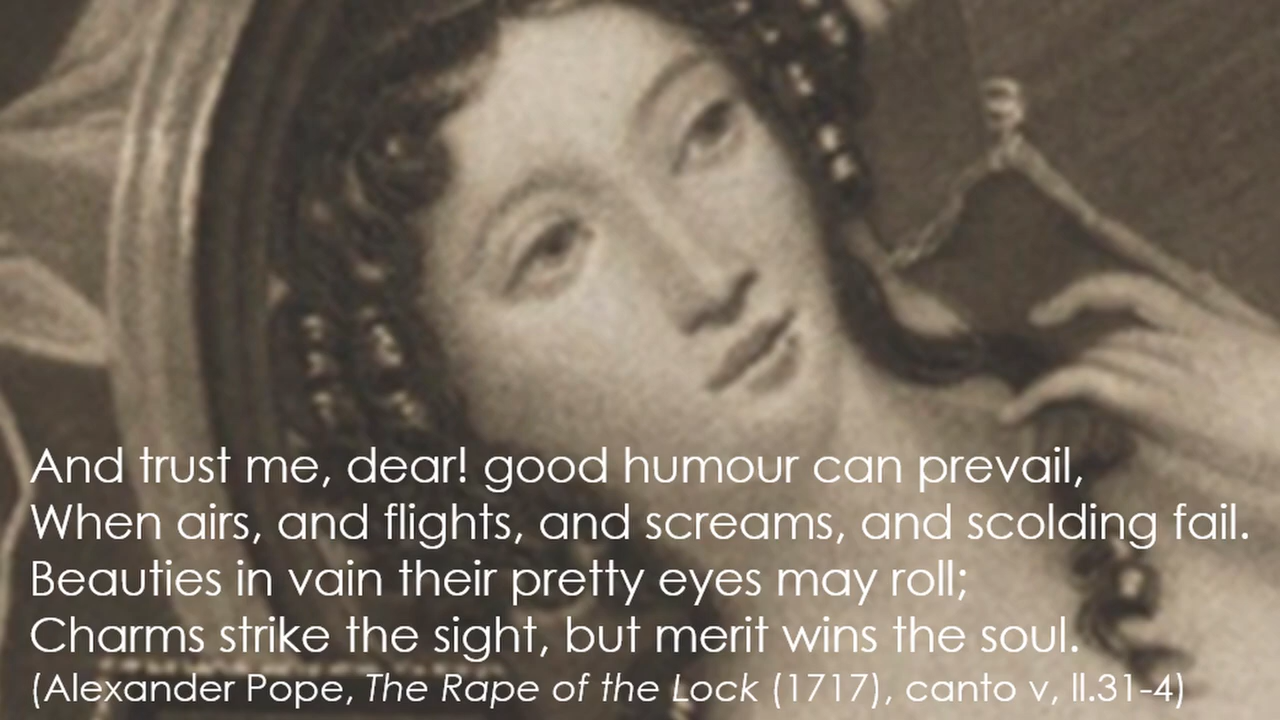 And trust me, dear! good humour can prevail,
When airs, and flights, and screams, and scolding fail.
Beauties in vain their pretty eyes may roll;
Charms strike the sight, but merit wins the soul.
(Alexander Pope, The Rape of the Lock (1717), canto v, ll.31-4)